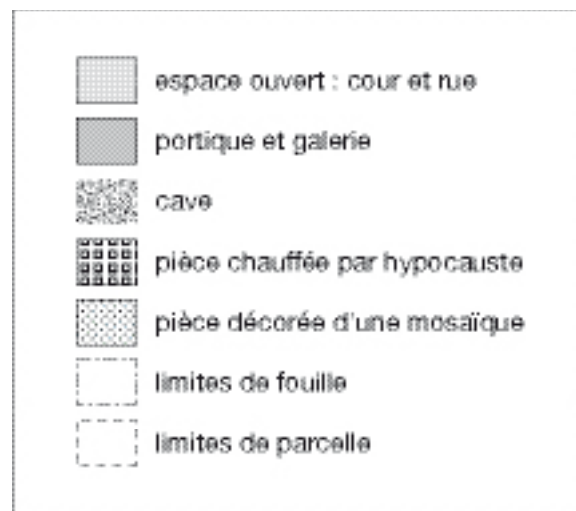 espace ouvert : cour et rue
portique et galerie
cave
pièce chauffée par hypocauste
pièce décorée d'une mosaïque
limites de fouille
limites de parcelle